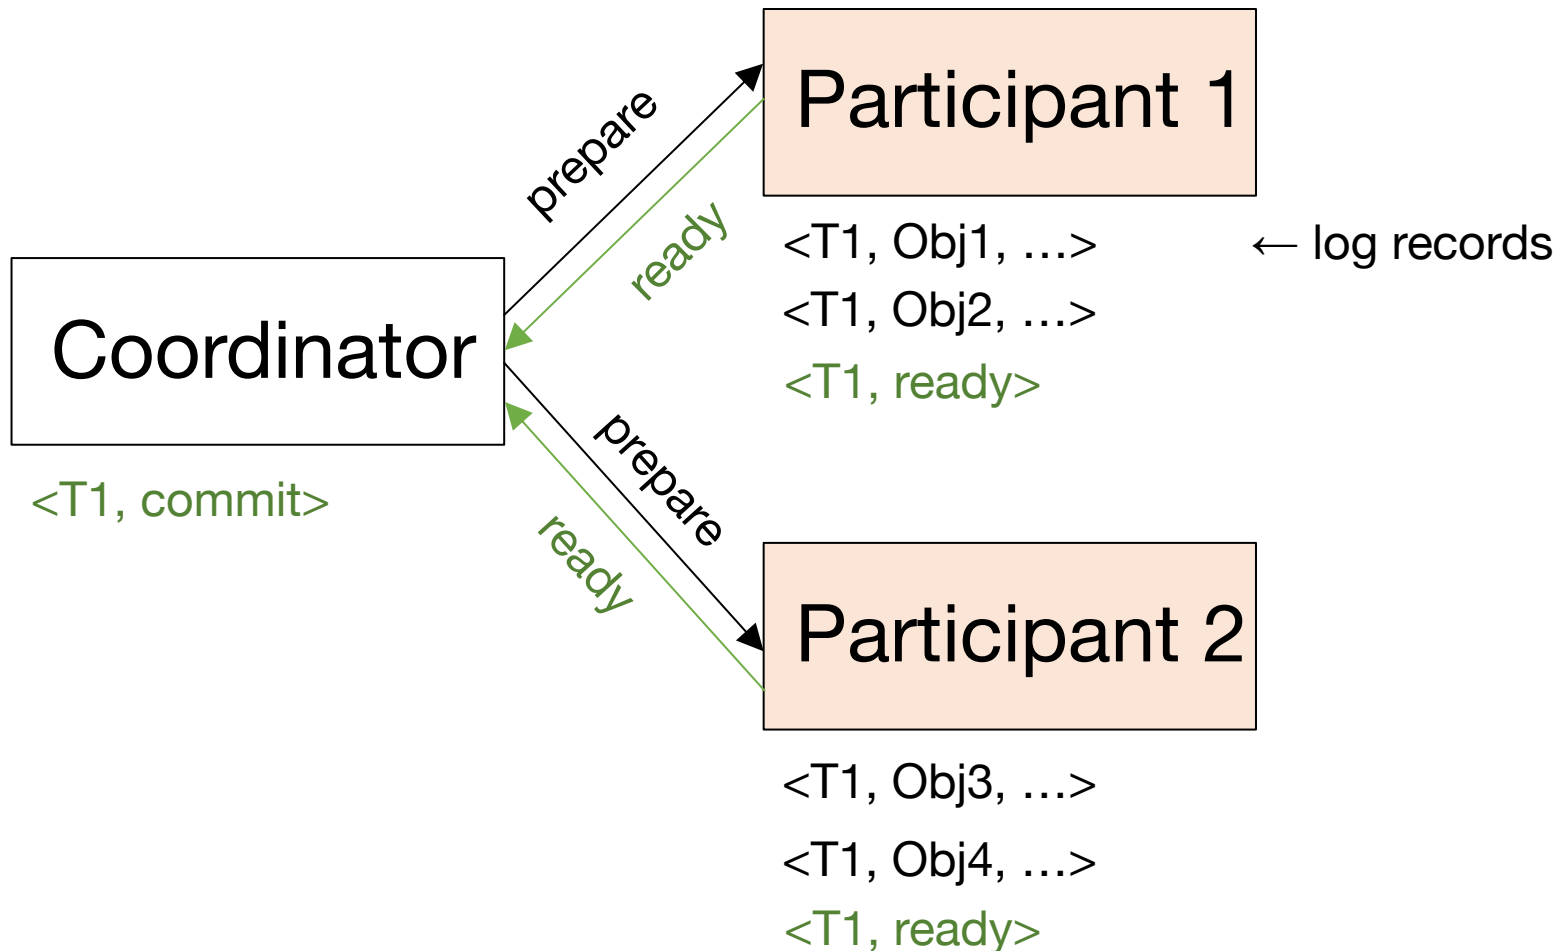 Participant 1
prepare
ready
<T1, Obj1, …> ← log records
<T1, Obj2, …>
<T1, ready>
Coordinator
<T1, commit>
prepare
ready
Participant 2
<T1, Obj3, …>
<T1, Obj4, …>
<T1, ready>